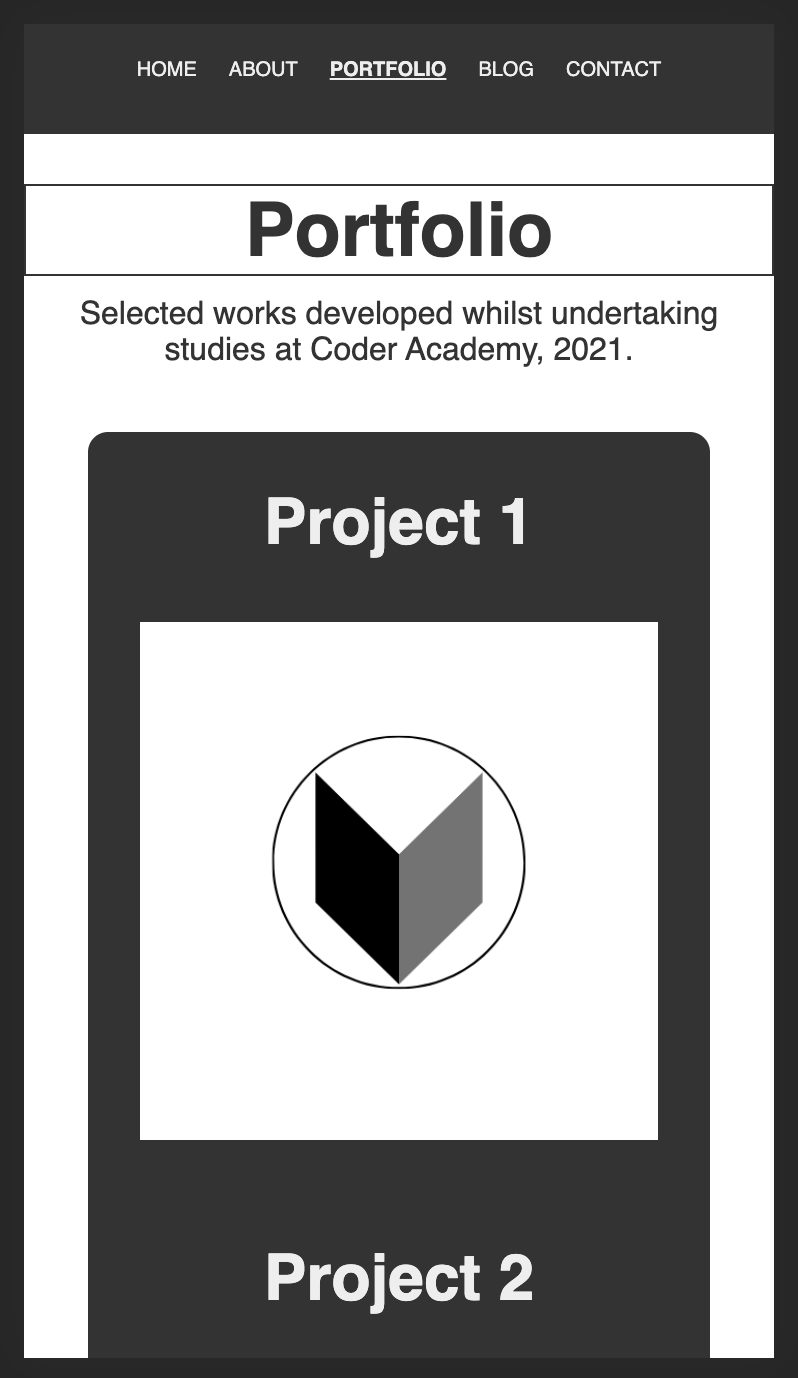 HOME ABOUT PORTFOLIO BLOG CONTACT
Portfolio
Selected works developed whilst undertaking
studies at Coder Academy, 2021.
Project 1
Project 2